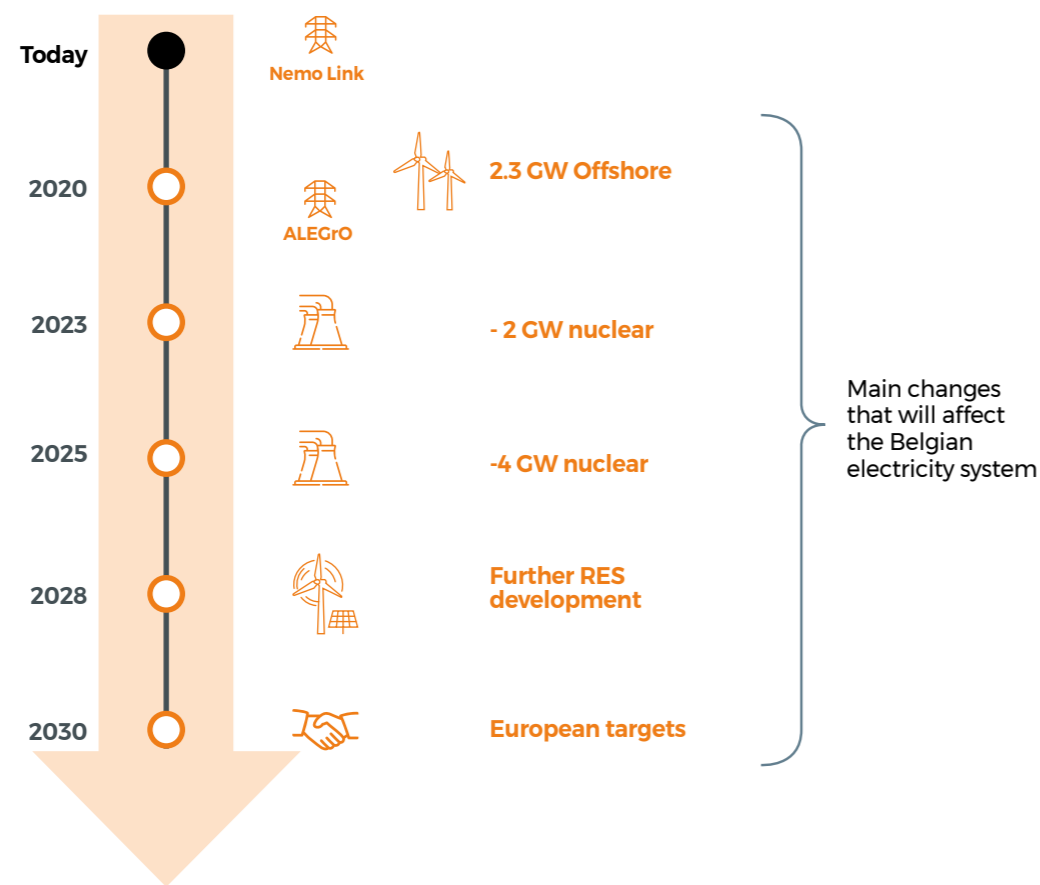 Today
Nemo Link
2020
2.3 GW Offshore
ALEGrO
2023
- 2 GW nuclear
2025
-4 GW nuclear
2028
Further RES
development
2030
European targets
Main changes
that will affect
the Belgian
electricity system